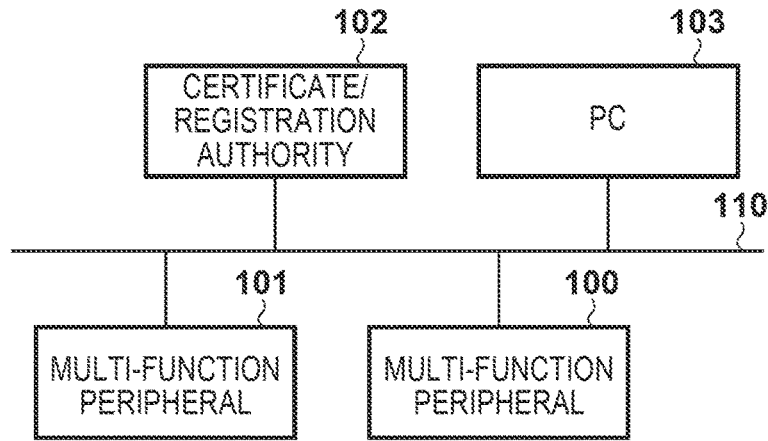 102
103
CERTIFICATE/
REGISTRATION
AUTHORITY
PC
110
101
100
MULTI-FUNCTION
PERIPHERAL
MULTI-FUNCTION
PERIPHERAL